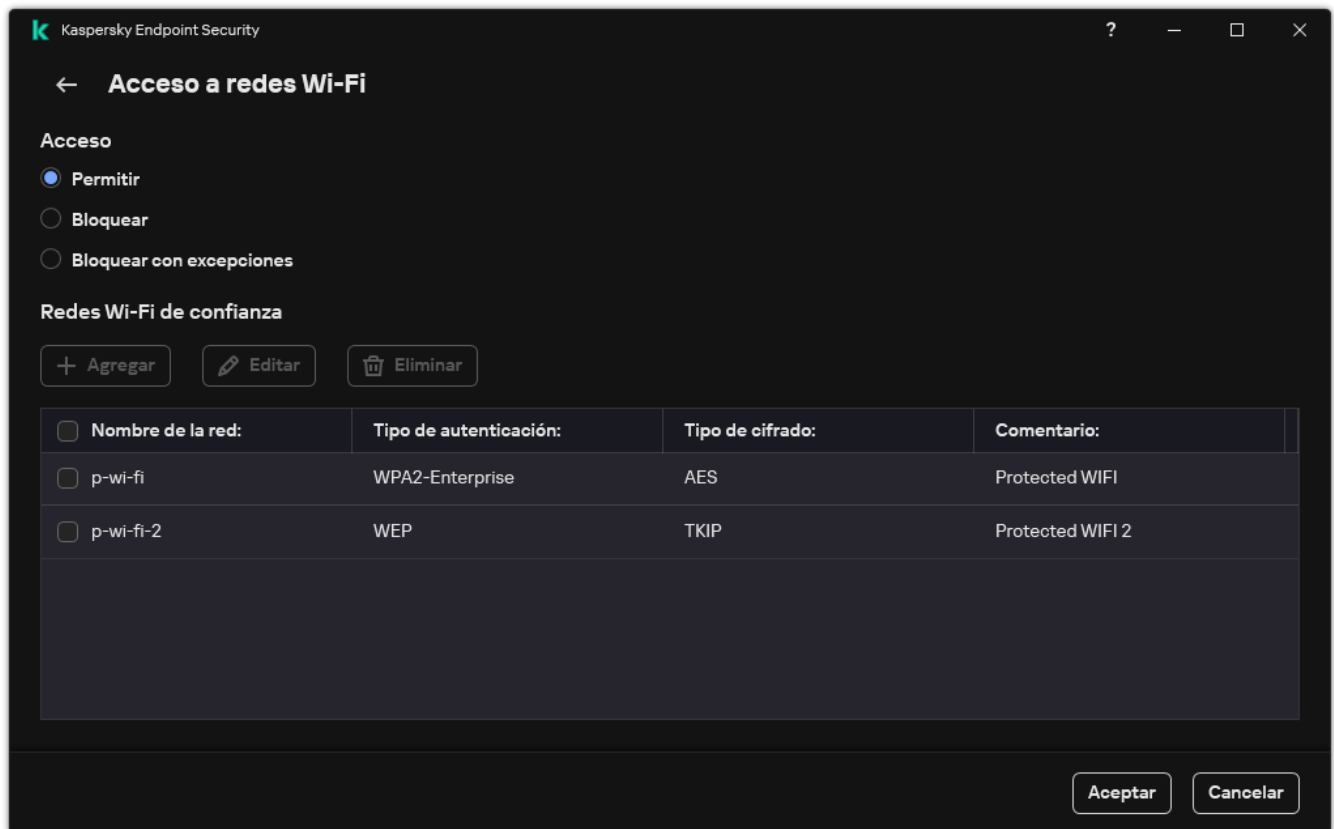 Kaspersky Endpoint Security ?
Acceso a redes Wi-Fi
Acceso
Permitir
Bloquear
Bloquear con excepciones
Redes Wi-Fi de confianza
Agregar Editar Eliminar
Nombre de la red: Tipo de autenticación: Tipo de cifrado: Comentario:
p-wi-fi WPA2-Enterprise AES Protected WIFI
p-wi-fi-2 WEP TKIP Protected WIFI 2
Aceptar Cancelar